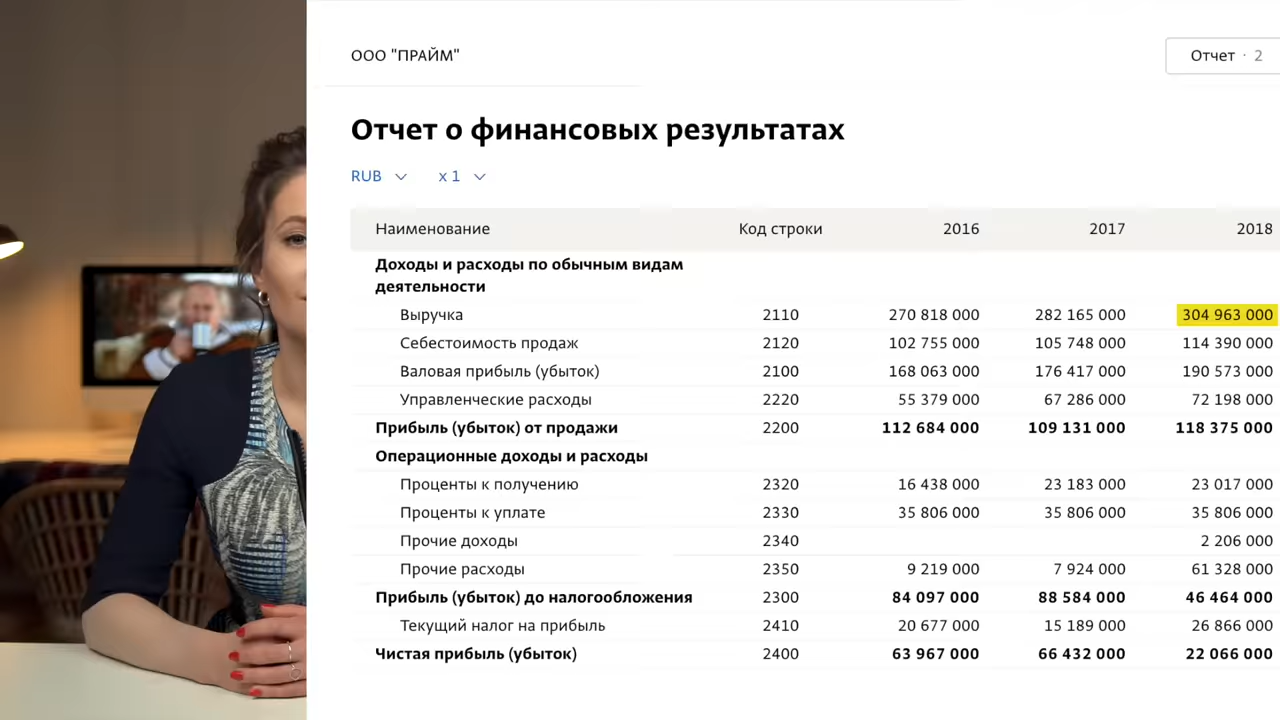 ООО "ПРАЙМ"
Отчет · 2
Отчет о финансовых результатах
RUB x 1
Наименование Код строки 2016 2017 2018
Доходы и расходы по обычным видам
деятельности
Выручка 2110 270 818 000 282 165 000 304 963 000
Себестоимость продаж 2120 102 755 000 105 748 000 114 390 000
Валовая прибыль (убыток) 2100 168 063 000 176 417 000 190 573 000
Управленческие расходы 2220 55 379 000 67 286 000 72 198 000
Прибыль (убыток) от продажи 2200 112 684 000 109 131 000 118 375 000
Операционные доходы и расходы
Проценты к получению 2320 16 438 000 23 183 000 23 017 000
Проценты к уплате 2330 35 806 000 35 806 000 35 806 000
Прочие доходы 2340 2 206 000
Прочие расходы 2350 9 219 000 7 924 000 61 328 000
Прибыль (убыток) до налогообложения 2300 84 097 000 88 584 000 46 464 000
Текущий налог на прибыль 2410 20 677 000 15 189 000 26 866 000
Чистая прибыль (убыток) 2400 63 967 000 66 432 000 22 066 000